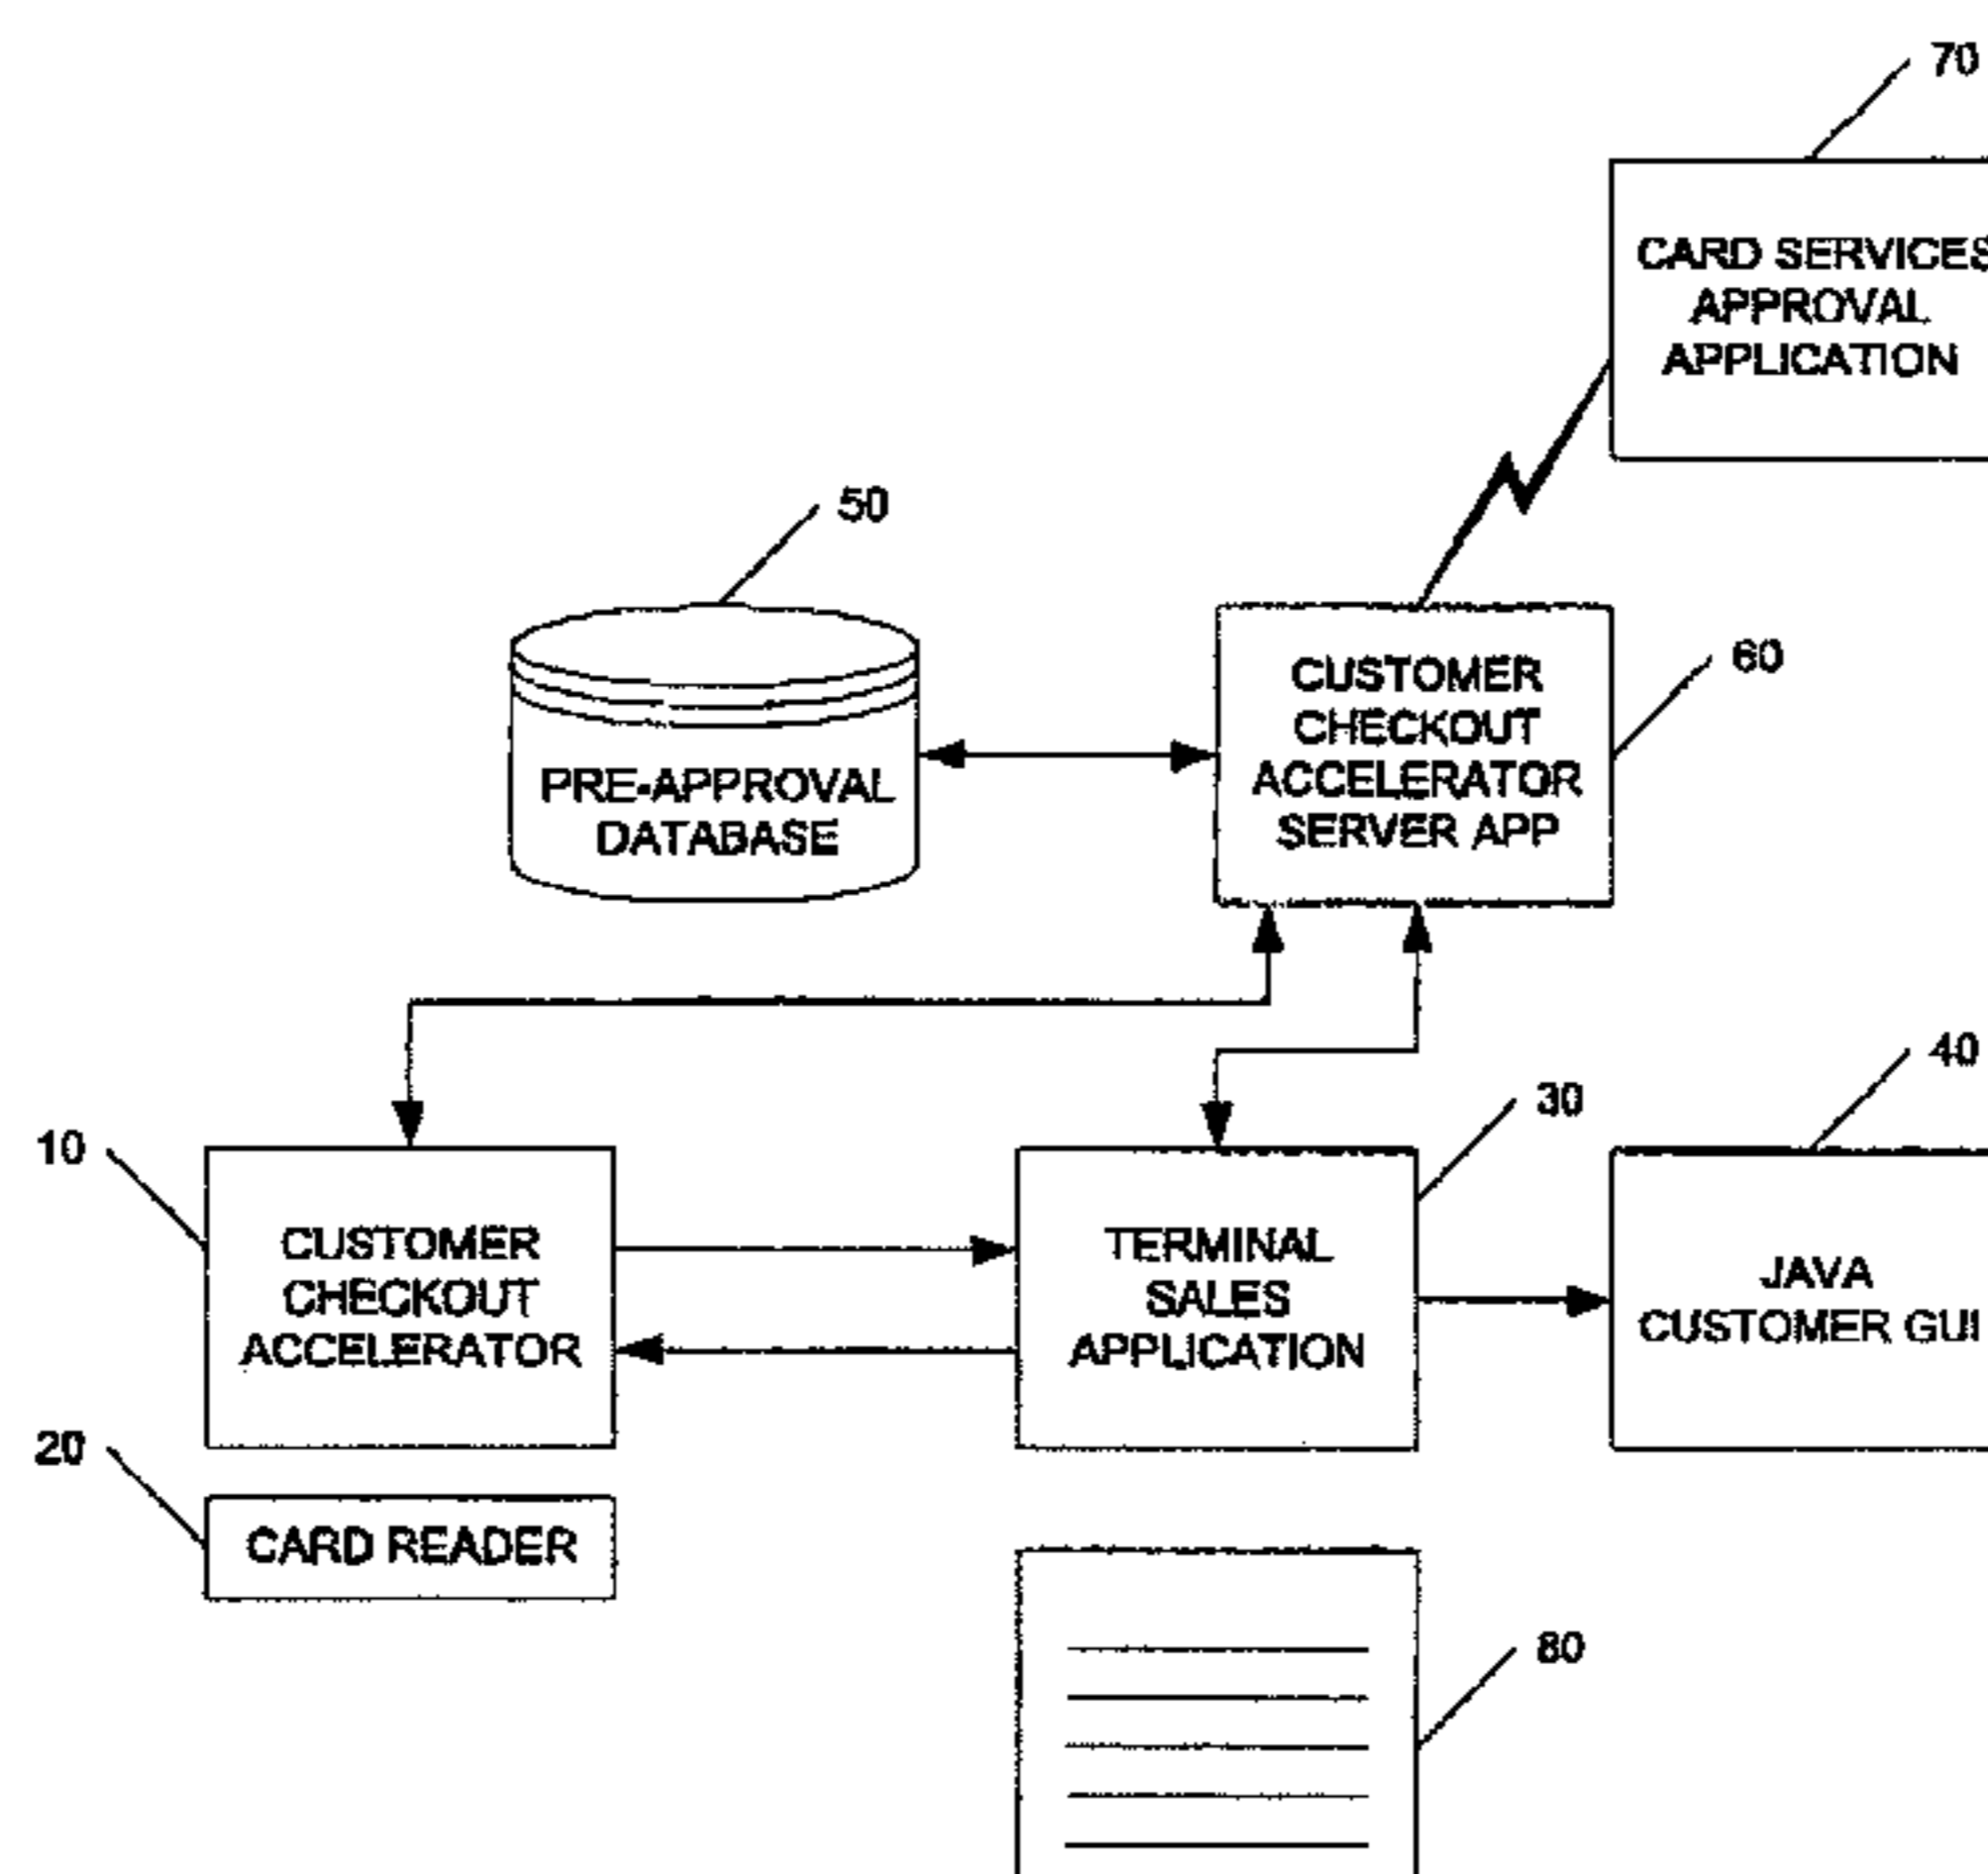 70
CARD SERVICES
APPROVAL
APPLICATION
50
PRE-APPROVAL
DATABASE
60
CUSTOMER
CHECKOUT
ACCELERATOR
SERVER APP
10
CUSTOMER
CHECKOUT
ACCELERATOR
30
TERMINAL
SALES
APPLICATION
40
JAVA
CUSTOMER GUI
20
CARD READER
80